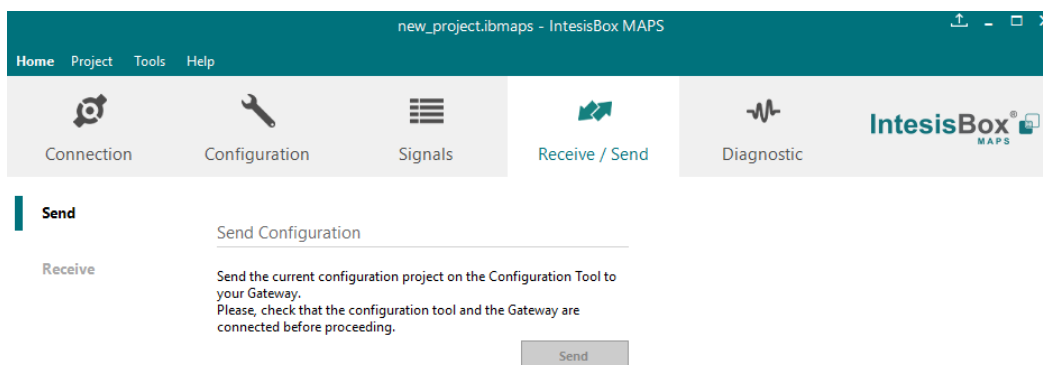 new_project.ibmaps - IntesisBox MAPS
Home Project Tools Help
Connection Configuration Signals Receive / Send Diagnostic
IntesisBox®
MAPS
Send
Send Configuration
Receive
Send the current configuration project on the Configuration Tool to
your Gateway.
Please, check that the configuration tool and the Gateway are
connected before proceeding.
Send